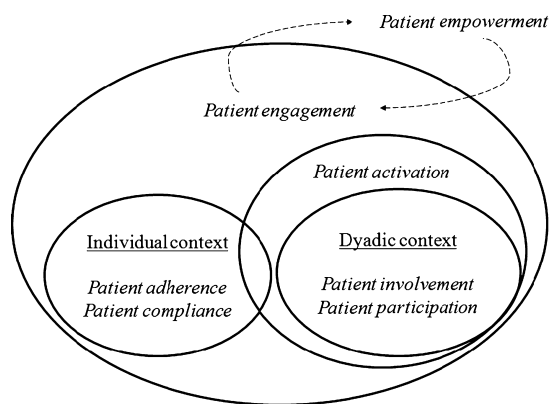 Patient empowerment
Patient engagement
Patient activation
Individual context
Patient adherence
Patient compliance
Dyadic context
Patient involvement
Patient participation